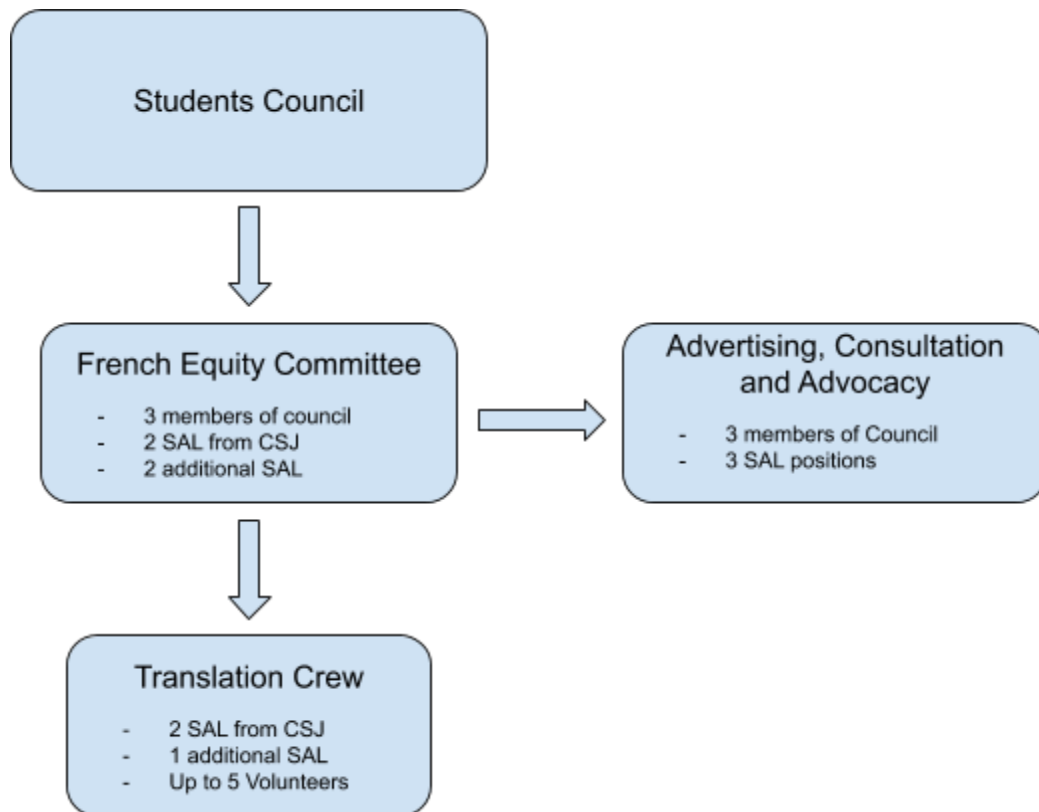 Students Council
French Equity Committee
- 3 members of council
- 2 SAL from CSJ
- 2 additional SAL
Advertising, Consultation
and Advocacy
- 3 members of Council
- 3 SAL positions
Translation Crew
- 2 SAL from CSJ
- 1 additional SAL
- Up to 5 Volunteers